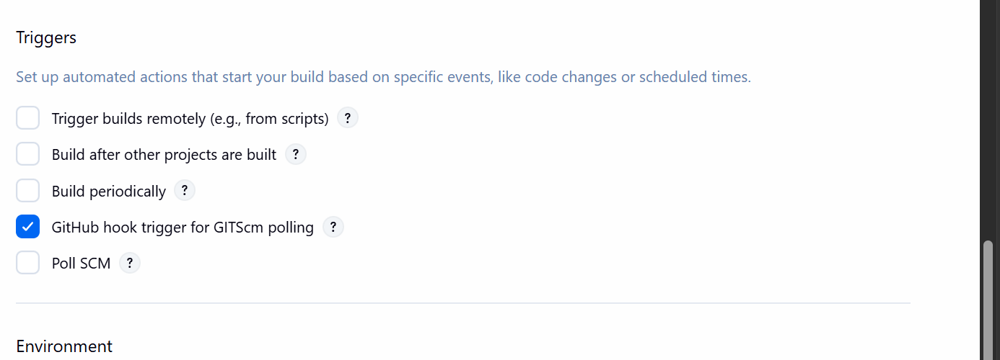 Triggers
Set up automated actions that start your build based on specific events, like code changes or scheduled times.
Trigger builds remotely (e.g., from scripts) ?
Build after other projects are built ?
Build periodically ?
GitHub hook trigger for GITScm polling ?
Poll SCM ?
Environment